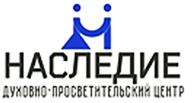 НАСЛЕДИЕ
ДУХОВНО-ПРОСВЕТИТЕЛЬСКИЙ ЦЕНТР